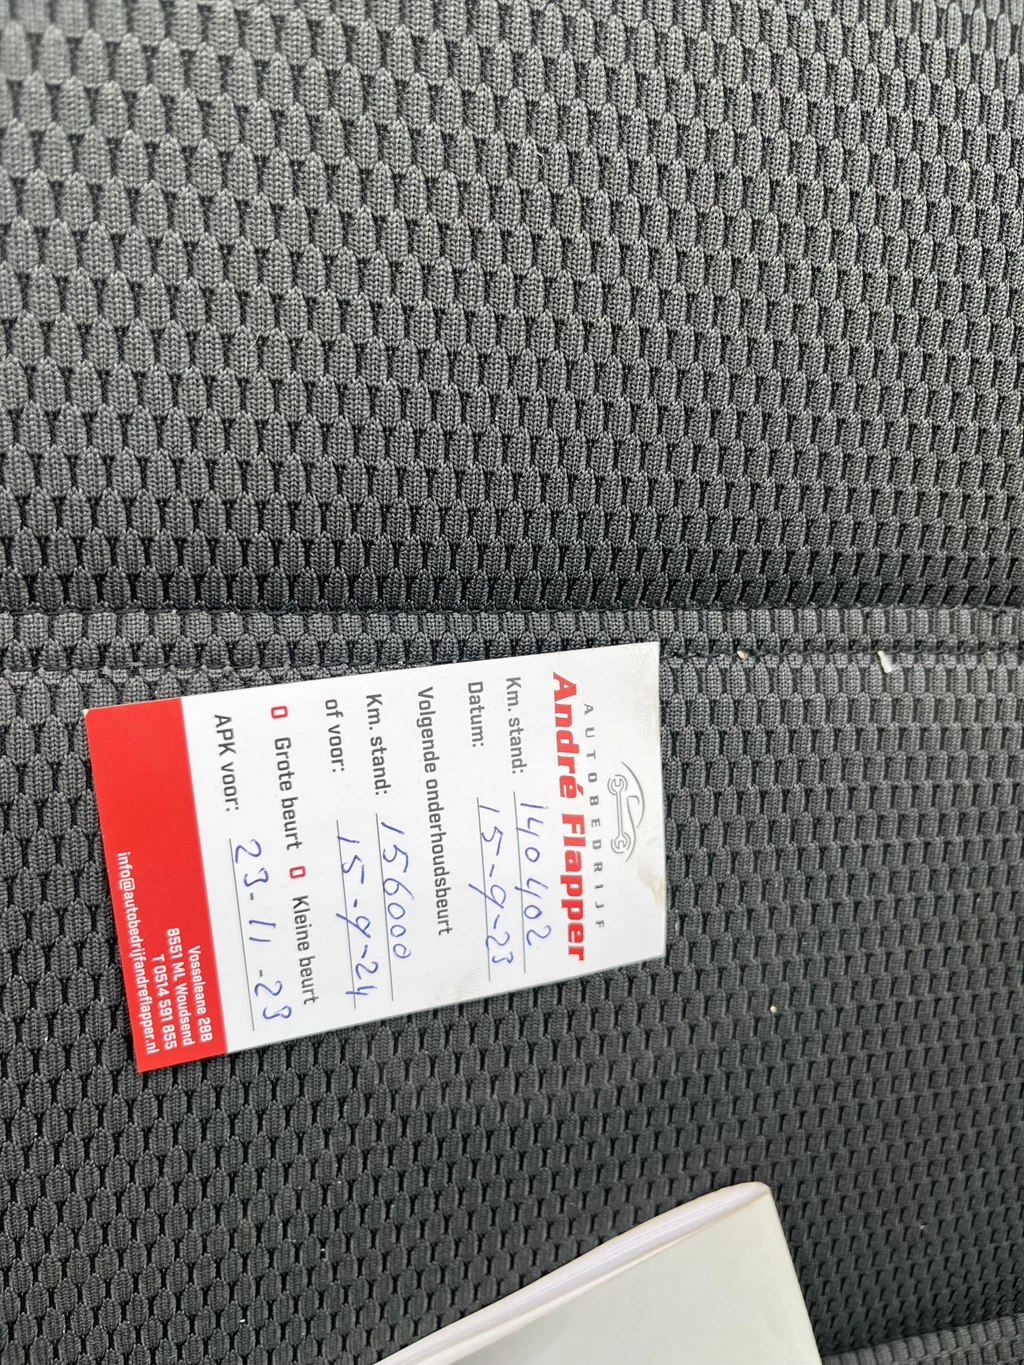 AUTOBEDRIJF
André Flapper
Km. stand: 140402
Datum: 15-9-23
Volgende onderhoudsbeurt
Km. stand: 156000
of voor: 15-9-24
O Grote beurt O Kleine beurt
APK voor: 23-11-23
Vosseleane 28B
8551 ML Woudsend
T 0514 591 855
info@autobedrijfandreflapper.nl